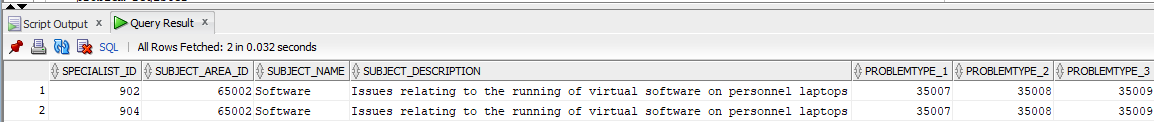 Script Output x Query Result x
SQL | All Rows Fetched: 2 in 0.032 seconds
SPECIALIST_ID SUBJECT_AREA_ID SUBJECT_NAME SUBJECT_DESCRIPTION PROBLEMTYPE_1 PROBLEMTYPE_2 PROBLEMTYPE_3
1 902 65002 Software Issues relating to the running of virtual software on personnel laptops 35007 35008 35009
2 904 65002 Software Issues relating to the running of virtual software on personnel laptops 35007 35008 35009